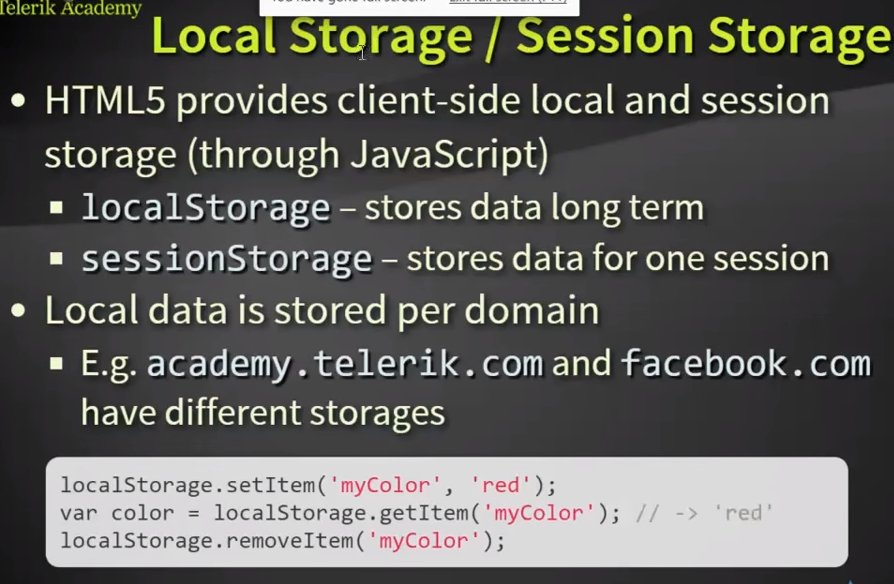 Telerik Academy
Local Storage / Session Storage
• HTML5 provides client-side local and session
storage (through JavaScript)
▪ localStorage – stores data long term
▪ sessionStorage – stores data for one session
• Local data is stored per domain
▪ E.g. academy.telerik.com and facebook.com
have different storages
localStorage.setItem('myColor', 'red');
var color = localStorage.getItem('myColor'); // -> 'red'
localStorage.removeItem('myColor');